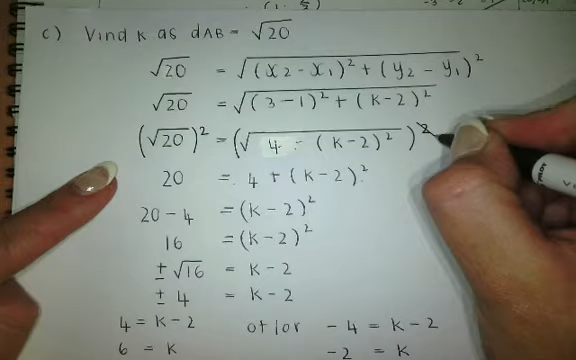 c) Vind K as dAB = √20
√20 = √(x2 - x1)² + (y2 - y1)²
√20 = √(3-1)² + (K-2)²
(√20)² = (√4 - (K-2)²)²
20 = 4 + (K-2)²
20 - 4 = (K-2)²
16 = (K-2)²
± √16 = K - 2
± 4 = K - 2
4 = K - 2 of/or - 4 = K - 2
6 = K -2 = K